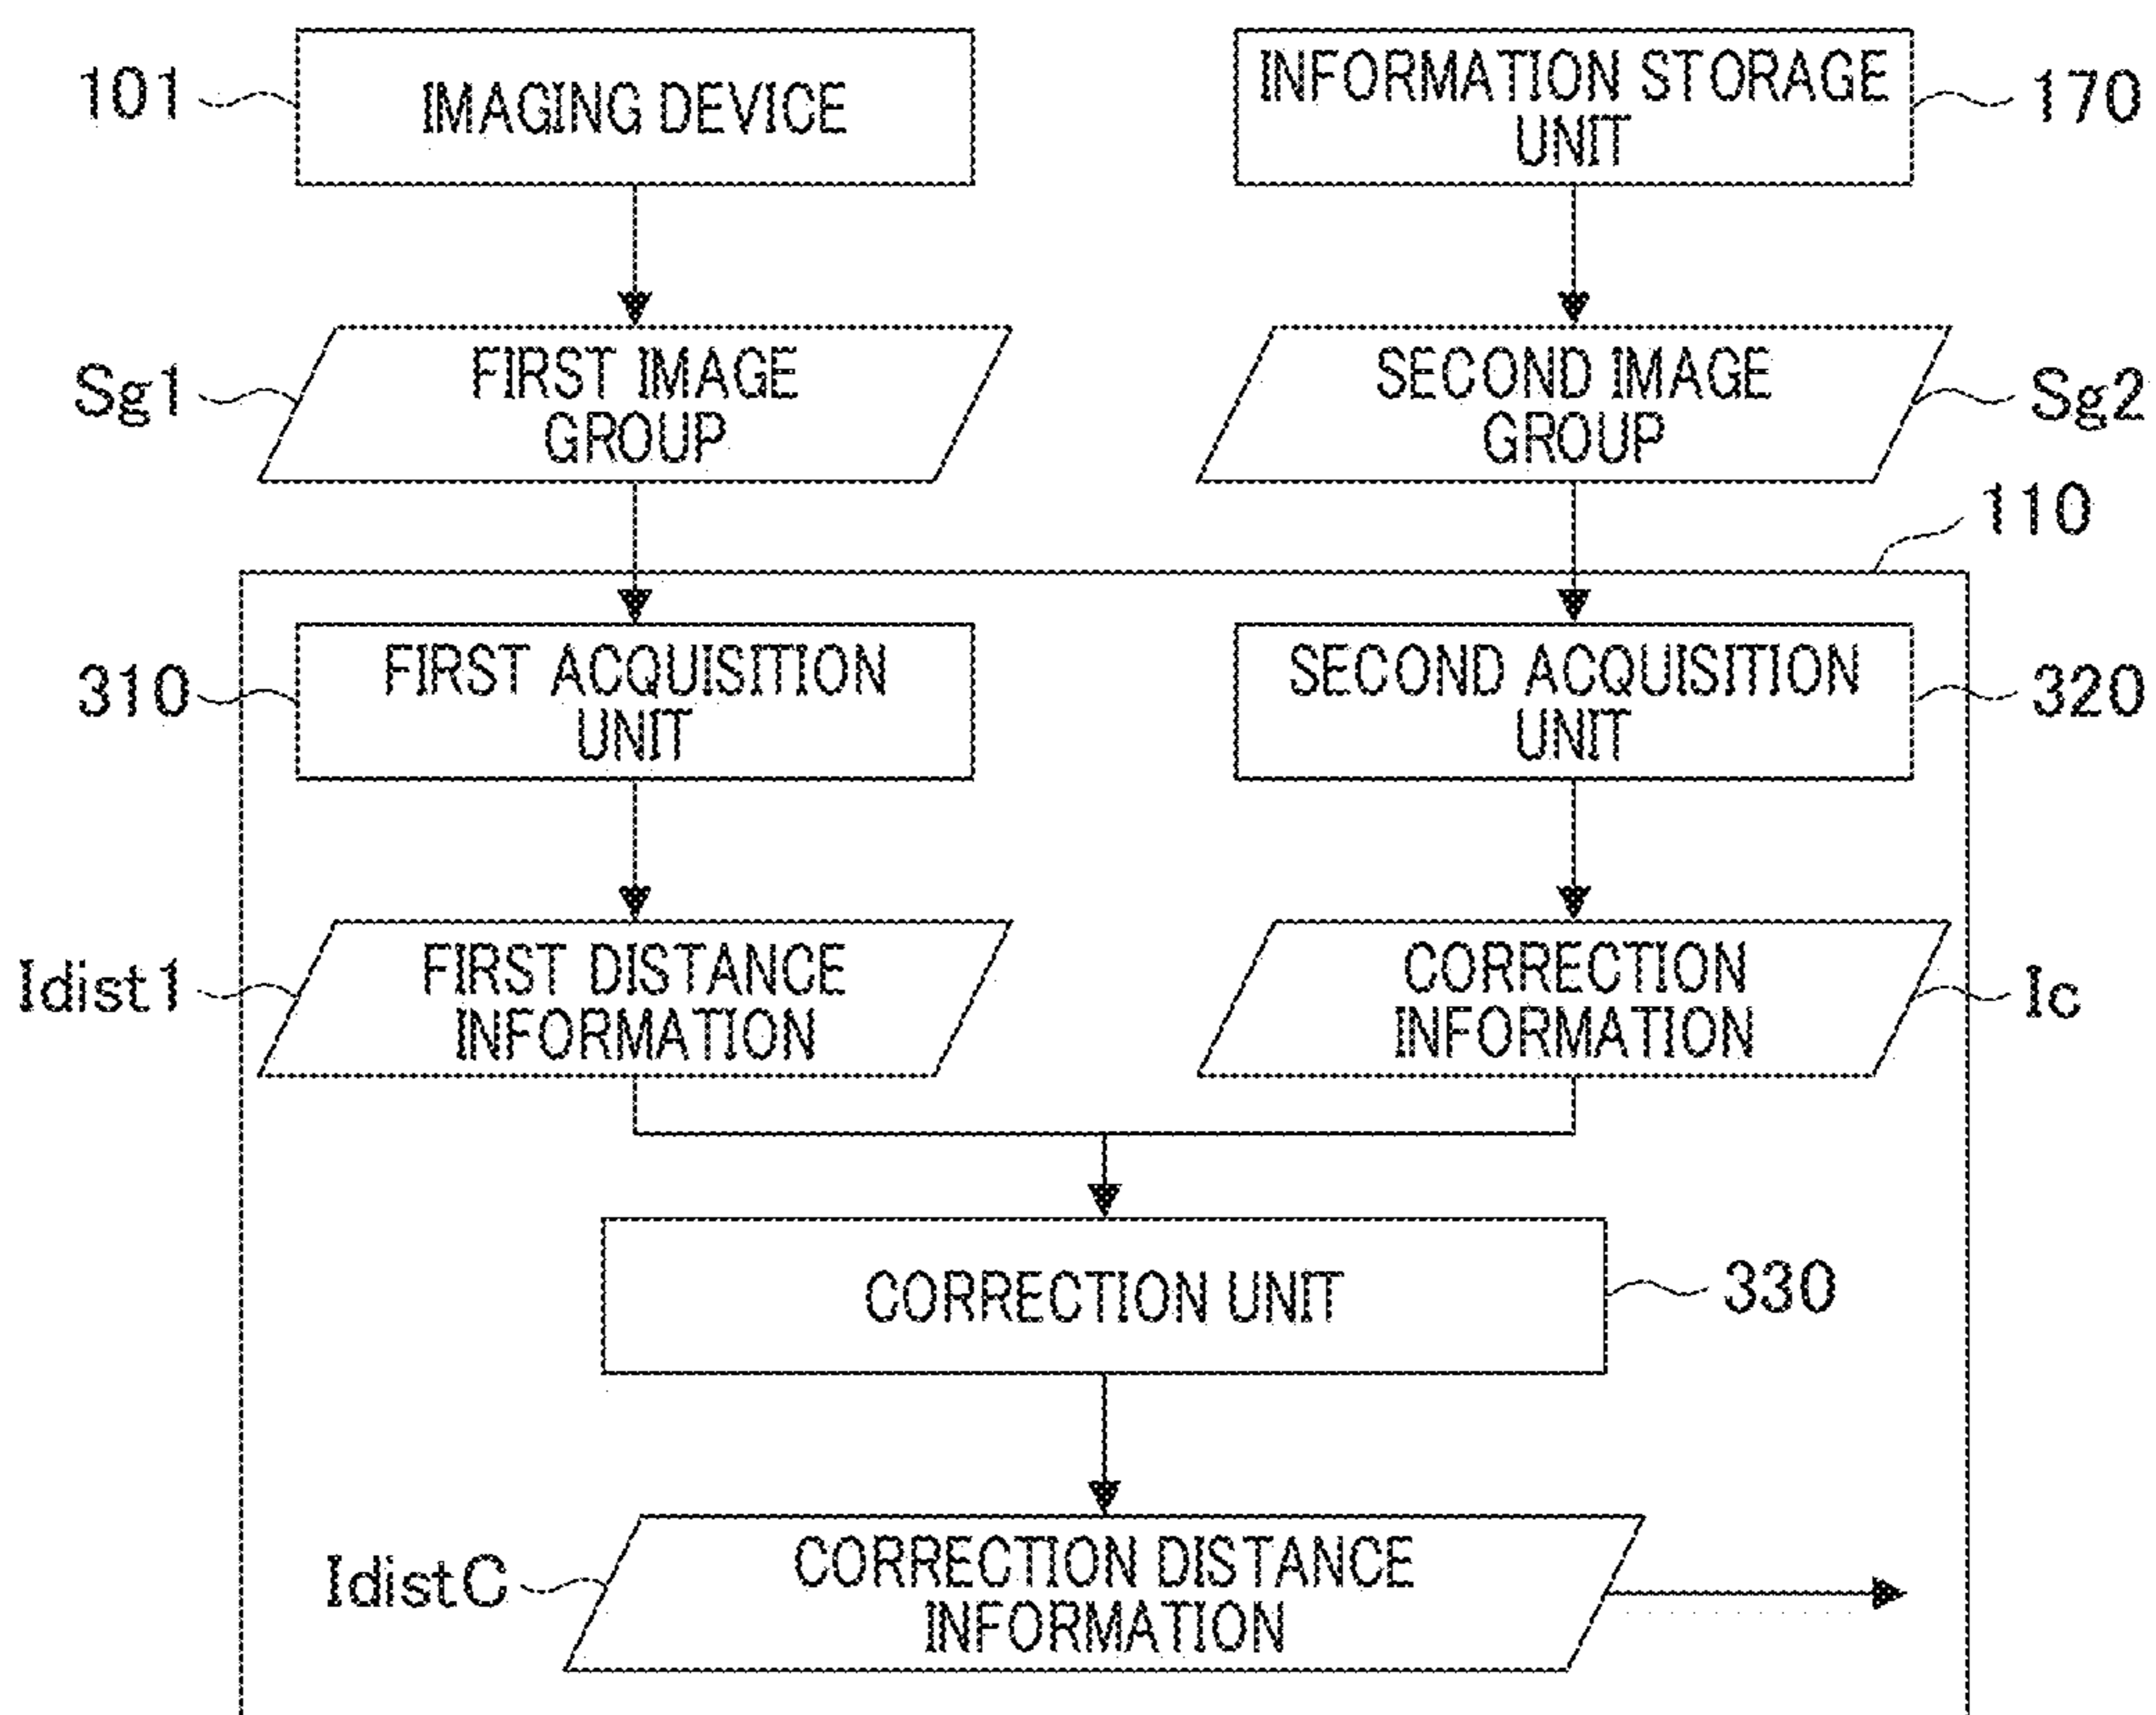 101
IMAGING DEVICE
INFORMATION STORAGE
UNIT
170
Sg1
FIRST IMAGE
GROUP
SECOND IMAGE
GROUP
Sg2
110
310
FIRST ACQUISITION
UNIT
SECOND ACQUISITION
UNIT
320
Idist1
FIRST DISTANCE
INFORMATION
CORRECTION
INFORMATION
Ic
CORRECTION UNIT
330
IdistC
CORRECTION DISTANCE
INFORMATION